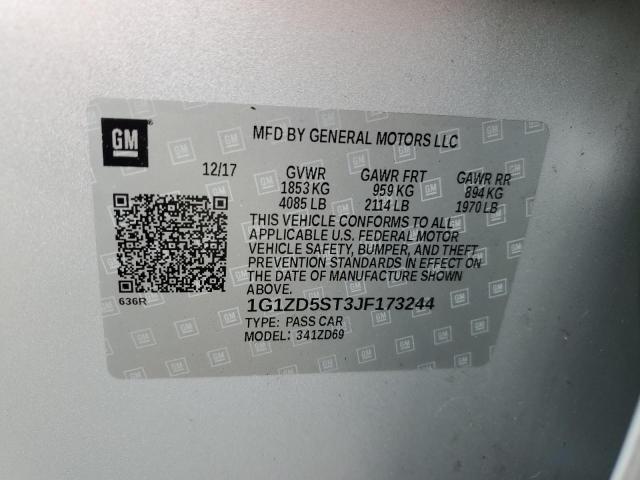 GM
MFD BY GENERAL MOTORS LLC
12/17 GVWR GAWR FRT GAWR RR
1853 KG 959 KG 894 KG
4085 LB 2114 LB 1970 LB
THIS VEHICLE CONFORMS TO ALL
APPLICABLE U.S. FEDERAL MOTOR
VEHICLE SAFETY, BUMPER, AND THEFT
PREVENTION STANDARDS IN EFFECT ON
THE DATE OF MANUFACTURE SHOWN
ABOVE.
636R
1G1ZD5ST3JF173244
TYPE: PASS CAR
MODEL: 341ZD69